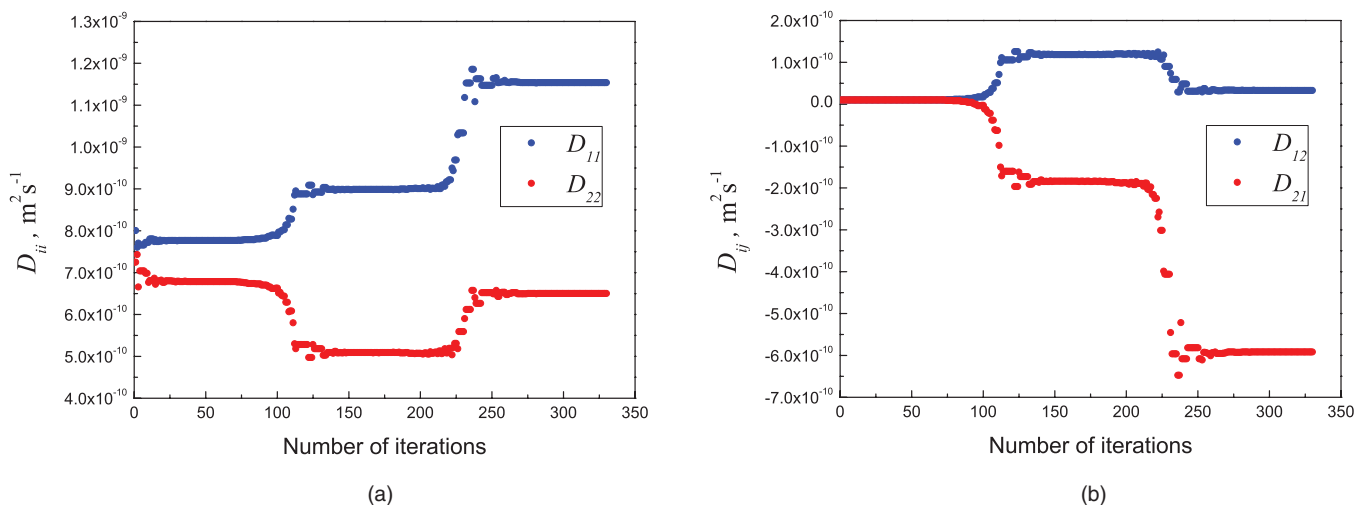 1.3x10⁻⁹
1.2x10⁻⁹
1.1x10⁻⁹
1.0x10⁻⁹
9.0x10⁻¹⁰
8.0x10⁻¹⁰
7.0x10⁻¹⁰
6.0x10⁻¹⁰
5.0x10⁻¹⁰
4.0x10⁻¹⁰
D_ii , m² s⁻¹
D_11
D_22
0 50 100 150 200 250 300 350
Number of iterations
(a)
2.0x10⁻¹⁰
1.0x10⁻¹⁰
0.0
-1.0x10⁻¹⁰
-2.0x10⁻¹⁰
-3.0x10⁻¹⁰
-4.0x10⁻¹⁰
-5.0x10⁻¹⁰
-6.0x10⁻¹⁰
-7.0x10⁻¹⁰
D_ij , m² s⁻¹
D_12
D_21
0 50 100 150 200 250 300 350
Number of iterations
(b)